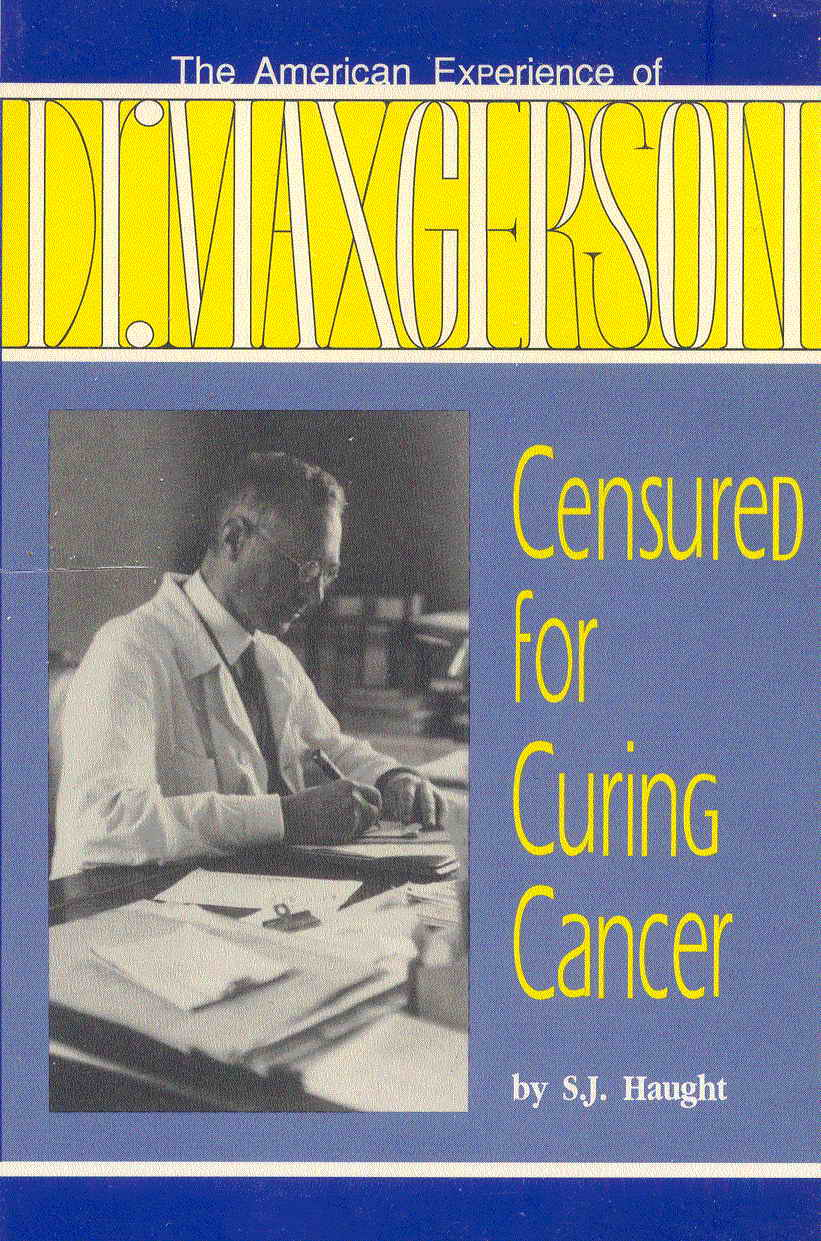 The American Experience of
Dr. MAX GERSON
Censured
for
Curing
Cancer
by S.J. Haught